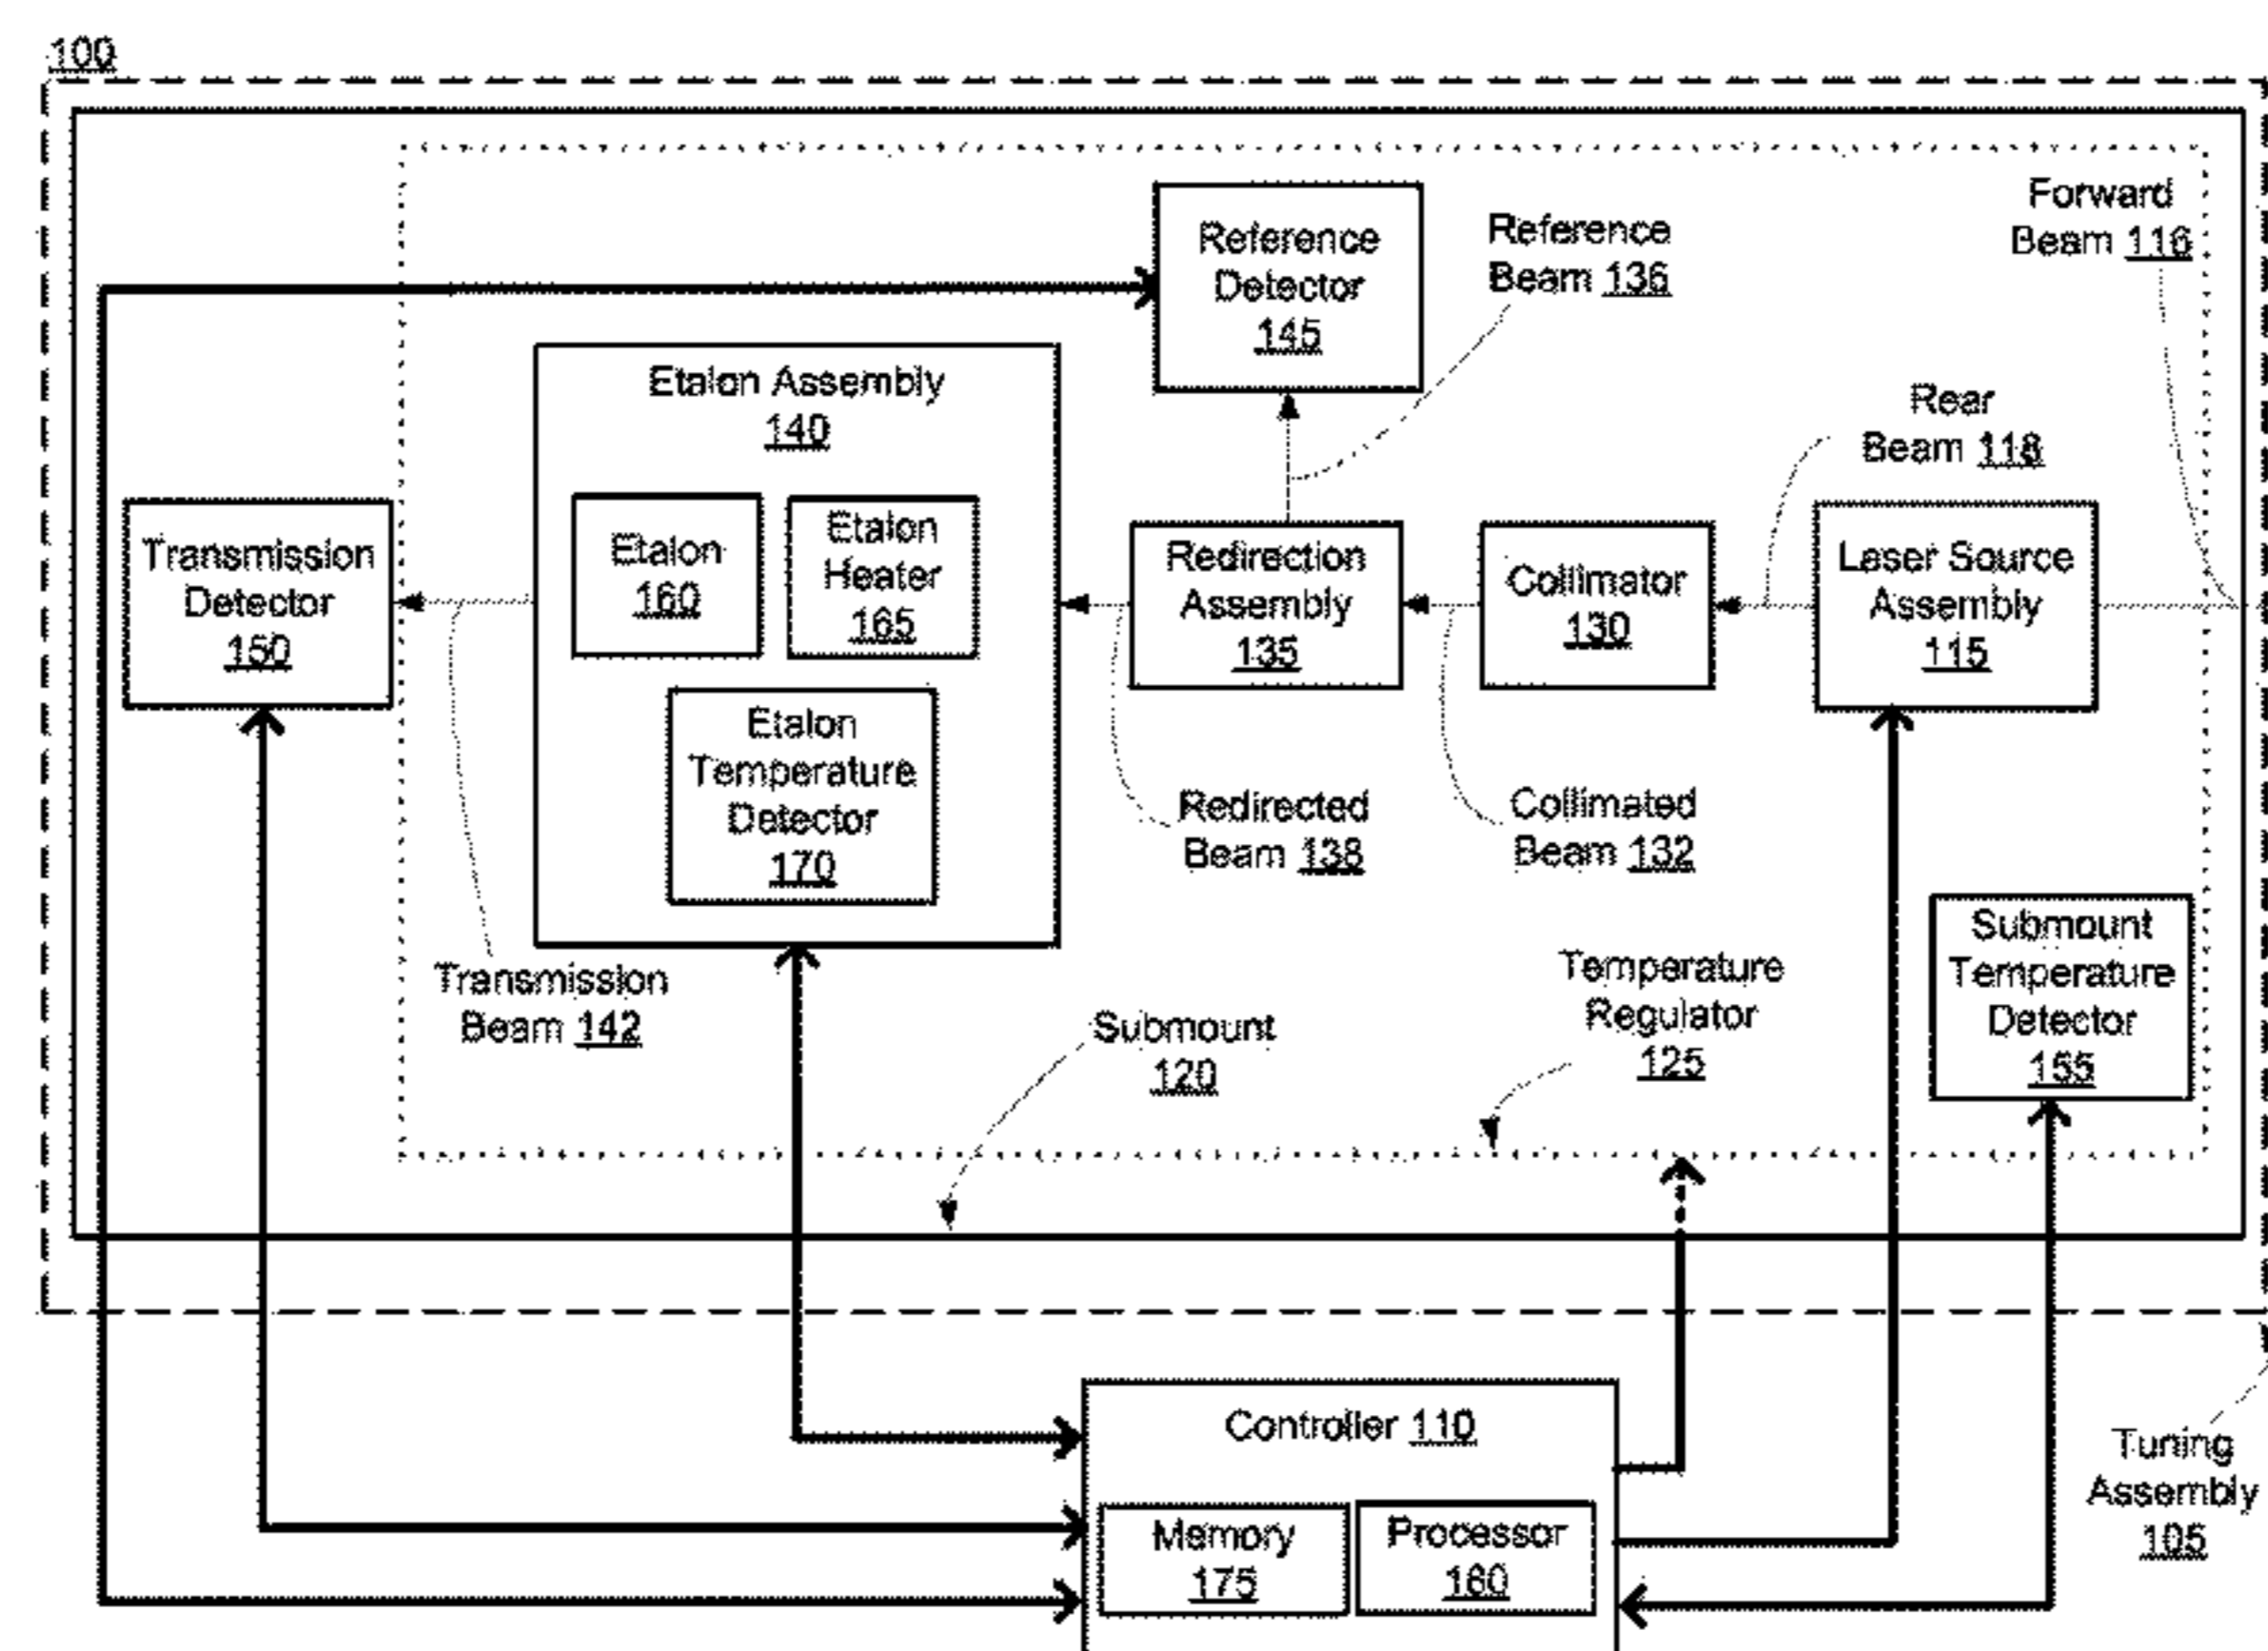 100
Forward
Beam 116
Reference
Detector
145
Reference
Beam 136
Etalon Assembly
140
Rear
Beam 118
Transmission
Detector
150
Etalon
160
Etalon
Heater
165
Redirection
Assembly
135
Collimator
130
Laser Source
Assembly
115
Etalon
Temperature
Detector
170
Redirected
Beam 138
Collimated
Beam 132
Transmission
Beam 142
Submount
120
Temperature
Regulator
125
Submount
Temperature
Detector
155
Controller 110
Memory
175
Processor
180
Tuning
Assembly
105